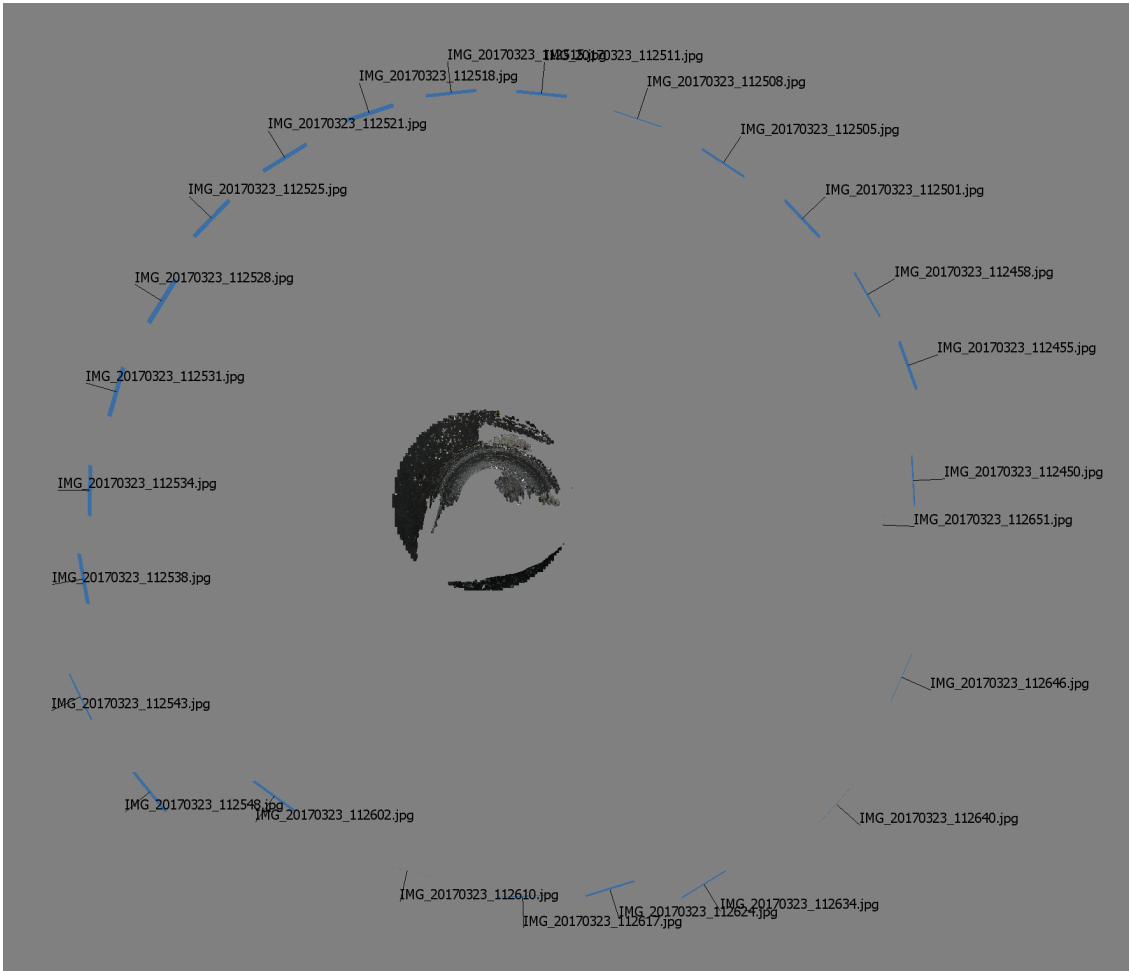 IMG_20170323_112515.jpg
IMG_20170323_112511.jpg
IMG_20170323_112518.jpg
IMG_20170323_112508.jpg
IMG_20170323_112521.jpg
IMG_20170323_112505.jpg
IMG_20170323_112525.jpg
IMG_20170323_112501.jpg
IMG_20170323_112528.jpg
IMG_20170323_112458.jpg
IMG_20170323_112531.jpg
IMG_20170323_112455.jpg
IMG_20170323_112534.jpg
IMG_20170323_112450.jpg
IMG_20170323_112651.jpg
IMG_20170323_112538.jpg
IMG_20170323_112543.jpg
IMG_20170323_112646.jpg
IMG_20170323_112548.jpg
IMG_20170323_112602.jpg
IMG_20170323_112640.jpg
IMG_20170323_112610.jpg
IMG_20170323_112634.jpg
IMG_20170323_112624.jpg
IMG_20170323_112617.jpg